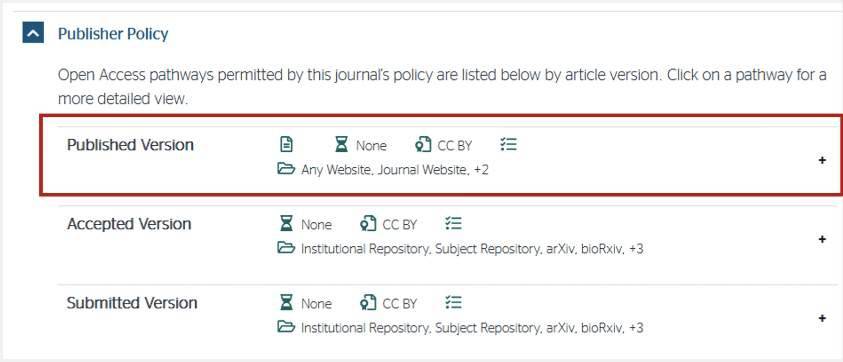 Publisher Policy
Open Access pathways permitted by this journal's policy are listed below by article version. Click on a pathway for a
more detailed view.
Published Version None CC BY +
Any Website, Journal Website, +2
Accepted Version None CC BY +
Institutional Repository, Subject Repository, arXiv, bioRxiv, +3
Submitted Version None CC BY +
Institutional Repository, Subject Repository, arXiv, bioRxiv, +3